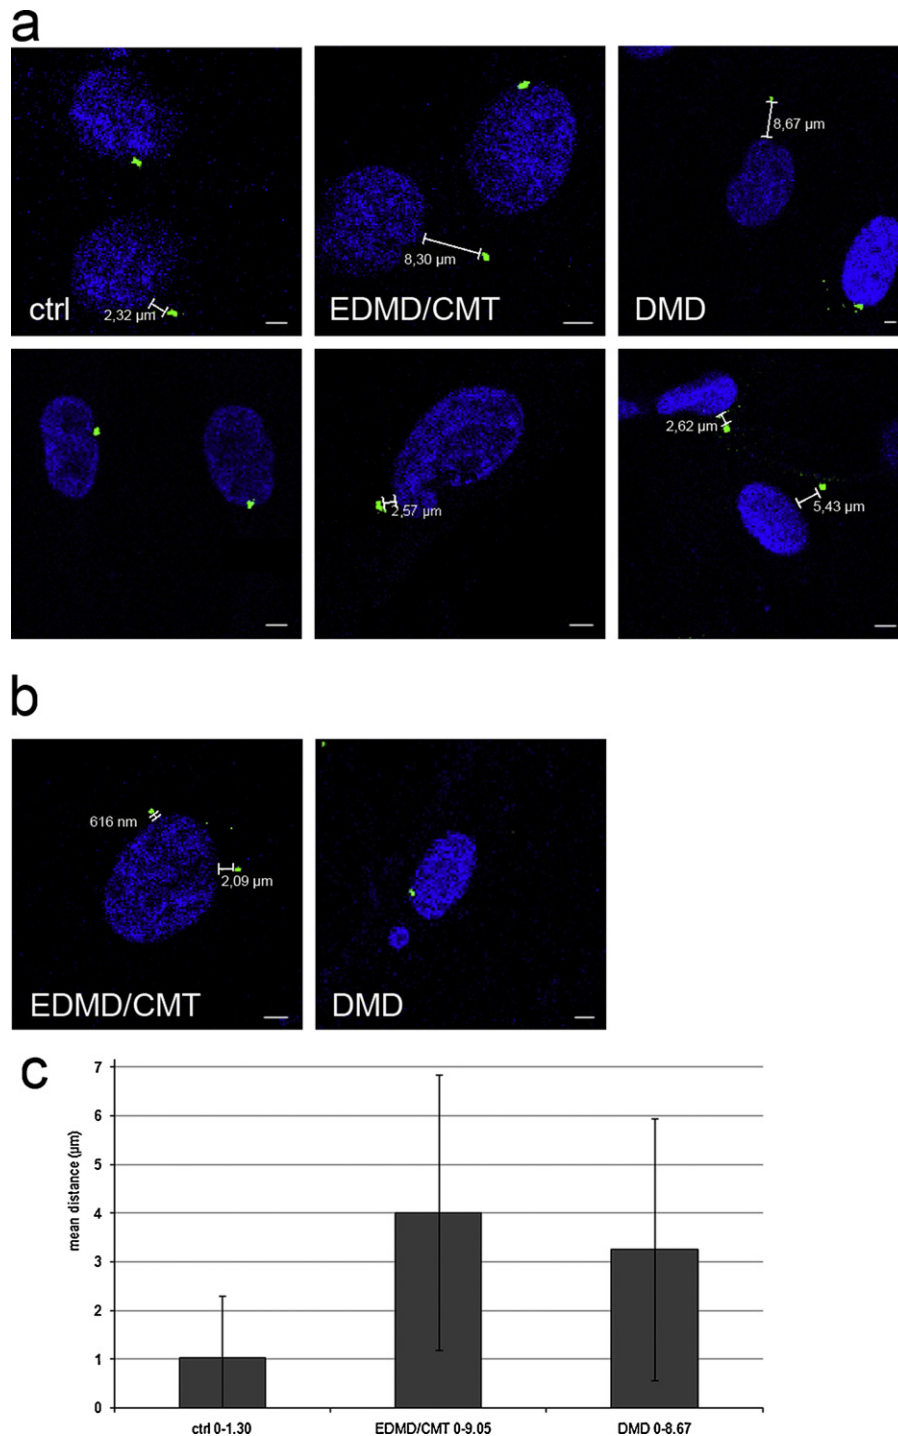 a
8,67 µm
8,30 µm
2,32 µm
ctrl
EDMD/CMT
DMD
2,62 µm
2,57 µm
5,43 µm
b
616 nm
2,09 µm
EDMD/CMT
DMD
c
mean distance (µm)
7
6
5
4
3
2
1
0
ctrl 0-1.30
EDMD/CMT 0-9.05
DMD 0-8.67